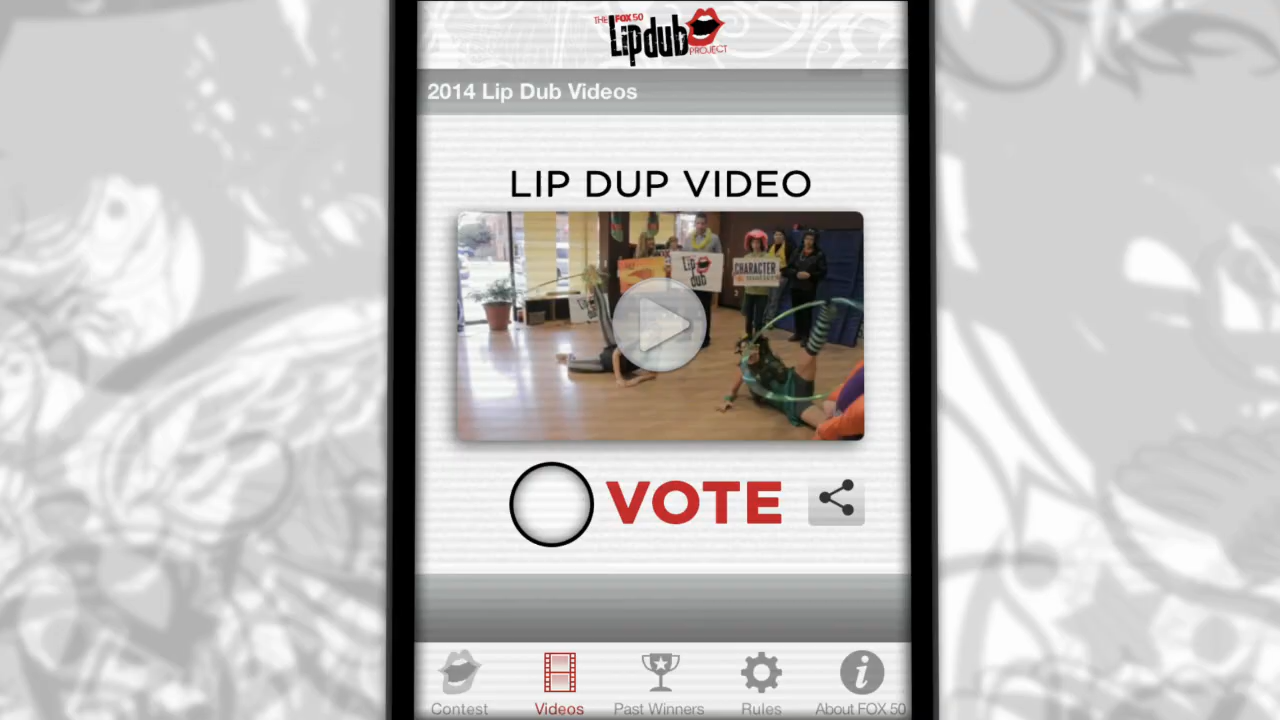 THE FOX 50
Lipdub
PROJECT
2014 Lip Dub Videos
LIP DUP VIDEO
Lip
dub
CHARACTER
VOTE
Contest
Videos
Past Winners
Rules
About FOX 50